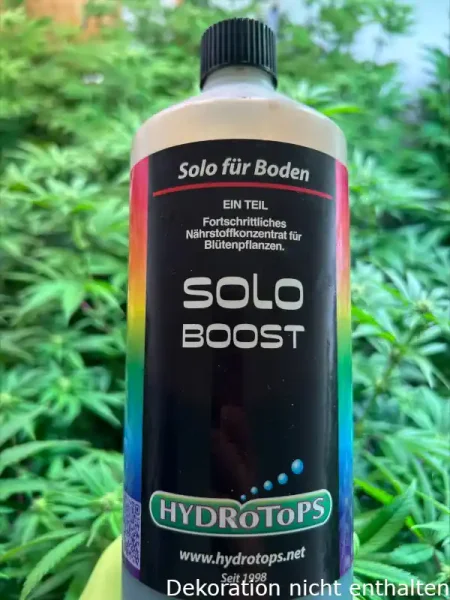 Solo für Boden
EIN TEIL
Fortschrittliches
Nährstoffkonzentrat für
Blütenpflanzen.
SOLO
BOOST
HYDROTOPS
www.hydrotops.net
Seit 1998
Dekoration nicht enthalten